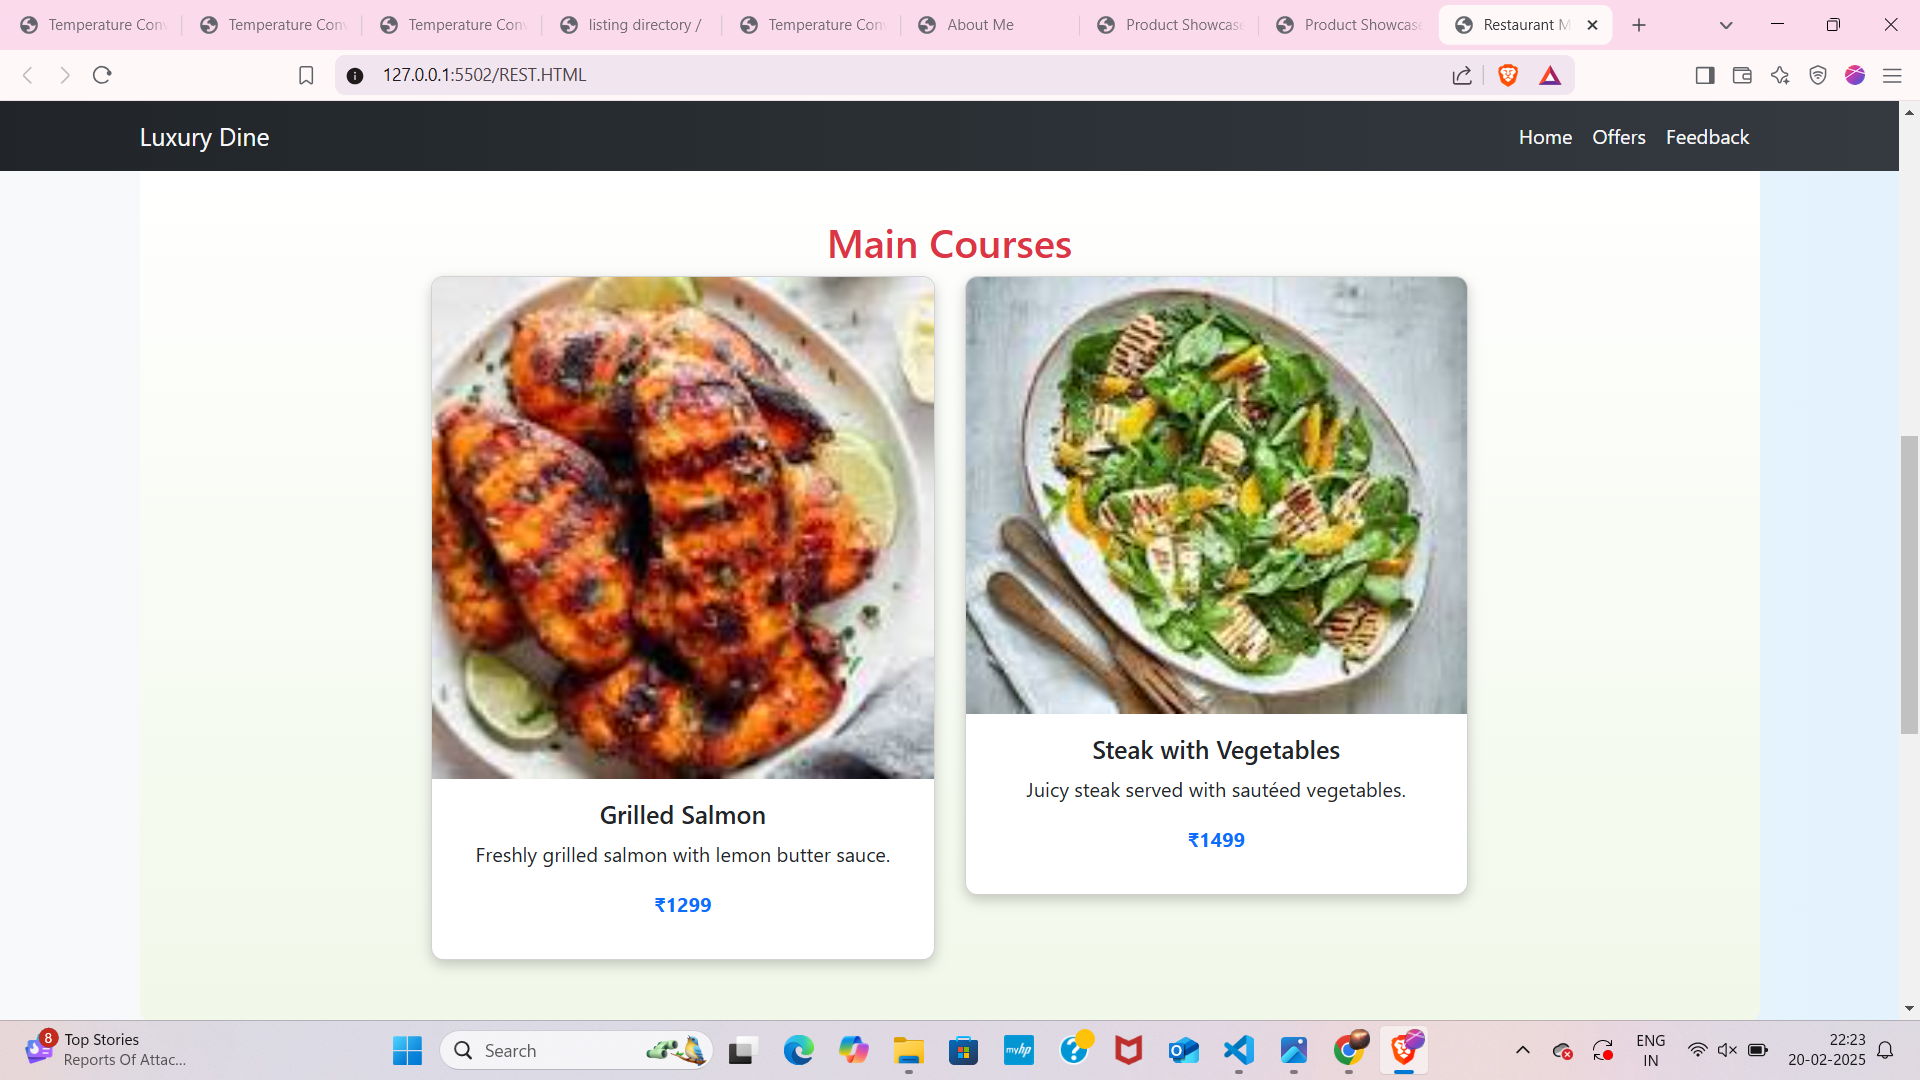 Temperature Conv
Temperature Conv
Temperature Conv
listing directory /
Temperature Conv
About Me
Product Showcase
Product Showcase
Restaurant M
127.0.0.1:5502/REST.HTML
Luxury Dine
Home Offers Feedback
Main Courses
Grilled Salmon
Freshly grilled salmon with lemon butter sauce.
₹1299
Steak with Vegetables
Juicy steak served with sautéed vegetables.
₹1499
8
Top Stories
Reports Of Attac...
Search
myhp
ENG
IN
22:23
20-02-2025